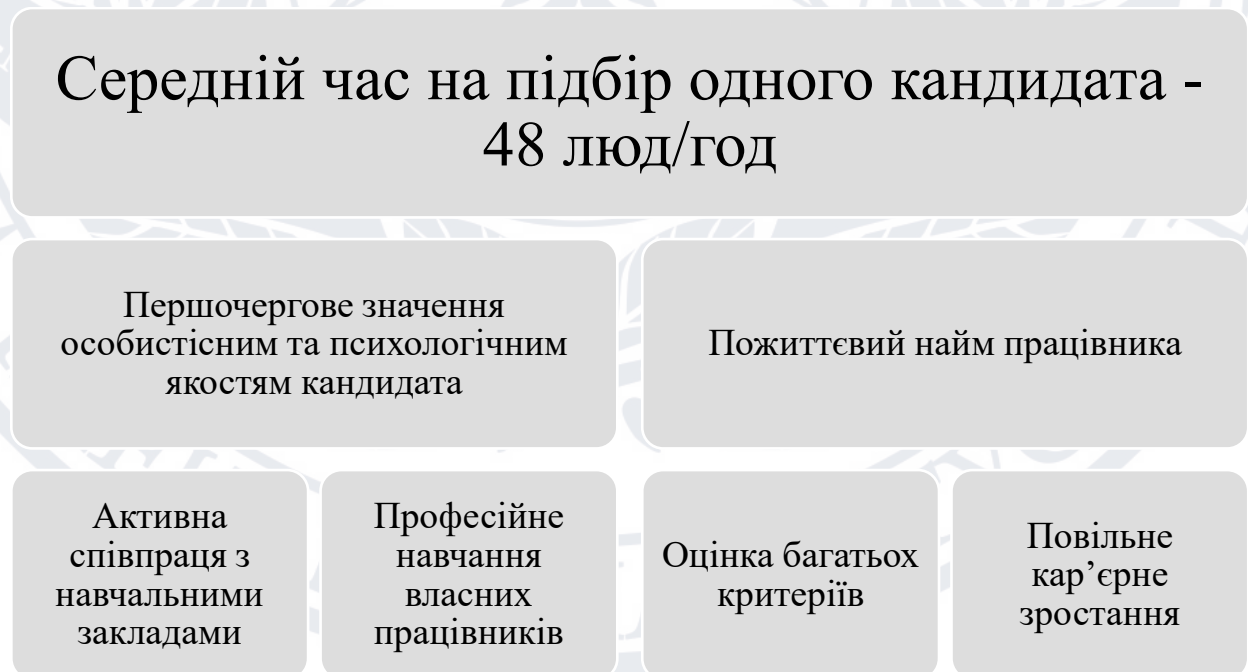 Середній час на підбір одного кандидата -
48 люд/год
Першочергове значення
особистісним та психологічним
якостям кандидата
Пожиттєвий найм працівника
Активна
співпраця з
навчальними
закладами
Професійне
навчання
власних
працівників
Оцінка багатьох
критеріїв
Повільне
кар’єрне
зростання